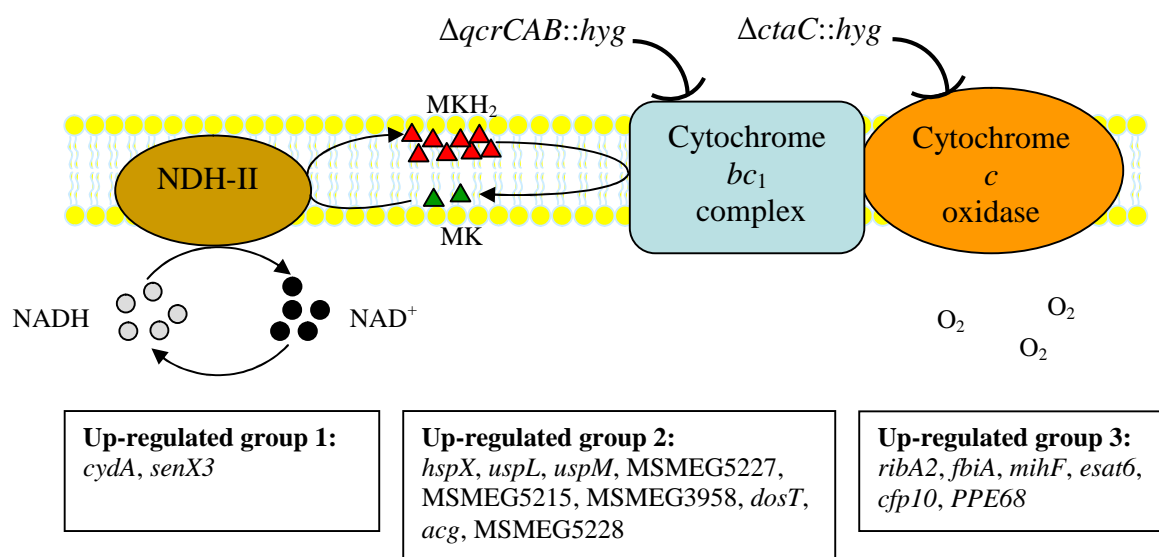 ΔqcrCAB::hyg ΔctaC::hyg
MKH₂
NDH-II
Cytochrome
bc₁
complex
Cytochrome
c
oxidase
MK
NADH
NAD⁺
O₂
O₂
O₂
Up-regulated group 1:
cydA, senX3
Up-regulated group 2:
hspX, uspL, uspM, MSMEG5227,
MSMEG5215, MSMEG3958, dosT,
acg, MSMEG5228
Up-regulated group 3:
ribA2, fbiA, mihF, esat6,
cfp10, PPE68